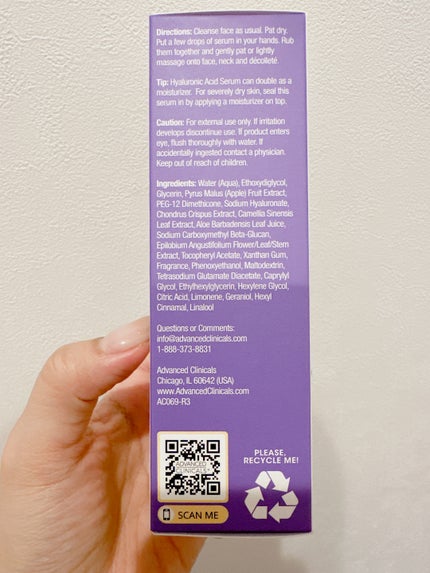 Directions: Cleanse face as usual. Pat dry.
Put a few drops of serum in your hands. Rub
them together and gently pat or lightly
massage onto face, neck and décolleté.
Tip: Hyaluronic Acid Serum can double as a
moisturizer. For severely dry skin, seal this
serum in by applying a moisturizer on top.
Caution: For external use only. If irritation
develops discontinue use. If product enters
eye, flush thoroughly with water. If
accidentally ingested contact a physician.
Keep out of reach of children.
Ingredients: Water (Aqua), Ethoxydiglycol,
Glycerin, Pyrus Malus (Apple) Fruit Extract,
PEG-12 Dimethicone, Sodium Hyaluronate,
Chondrus Crispus Extract, Camellia Sinensis
Leaf Extract, Aloe Barbadensis Leaf Juice,
Sodium Carboxymethyl Beta-Glucan,
Epilobium Angustifolium Flower/Leaf/Stem
Extract, Tocopheryl Acetate, Xanthan Gum,
Fragrance, Phenoxyethanol, Maltodextrin,
Tetrasodium Glutamate Diacetate, Caprylyl
Glycol, Ethylhexylglycerin, Hexylene Glycol,
Citric Acid, Limonene, Geraniol, Hexyl
Cinnamal, Linalool
Questions or Comments:
info@advancedclinicals.com
1-888-373-8831
Advanced Clinicals
Chicago, IL 60642 (USA)
www.AdvancedClinicals.com
AC069-R3
ADVANCED
CLINICALS
SCAN ME
PLEASE,
RECYCLE ME!